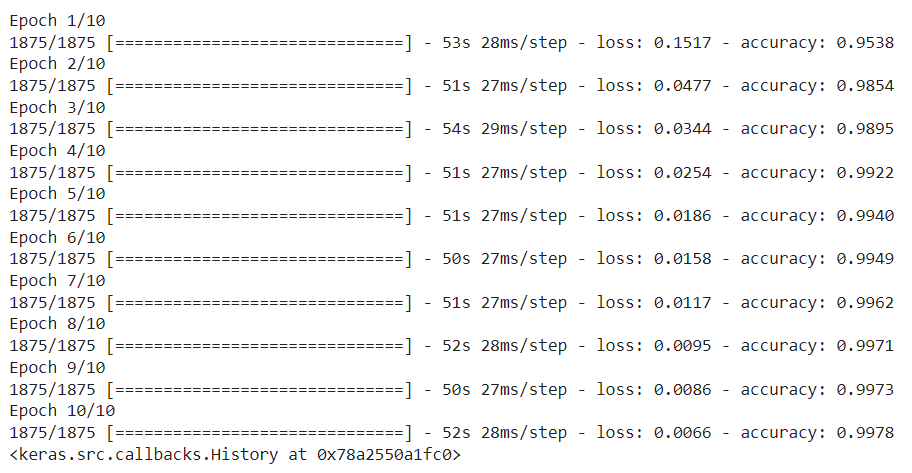 Epoch 1/10
1875/1875 [==============================] - 53s 28ms/step - loss: 0.1517 - accuracy: 0.9538
Epoch 2/10
1875/1875 [==============================] - 51s 27ms/step - loss: 0.0477 - accuracy: 0.9854
Epoch 3/10
1875/1875 [==============================] - 54s 29ms/step - loss: 0.0344 - accuracy: 0.9895
Epoch 4/10
1875/1875 [==============================] - 51s 27ms/step - loss: 0.0254 - accuracy: 0.9922
Epoch 5/10
1875/1875 [==============================] - 51s 27ms/step - loss: 0.0186 - accuracy: 0.9940
Epoch 6/10
1875/1875 [==============================] - 50s 27ms/step - loss: 0.0158 - accuracy: 0.9949
Epoch 7/10
1875/1875 [==============================] - 51s 27ms/step - loss: 0.0117 - accuracy: 0.9962
Epoch 8/10
1875/1875 [==============================] - 52s 28ms/step - loss: 0.0095 - accuracy: 0.9971
Epoch 9/10
1875/1875 [==============================] - 50s 27ms/step - loss: 0.0086 - accuracy: 0.9973
Epoch 10/10
1875/1875 [==============================] - 52s 28ms/step - loss: 0.0066 - accuracy: 0.9978
<keras.src.callbacks.History at 0x78a2550a1fc0>